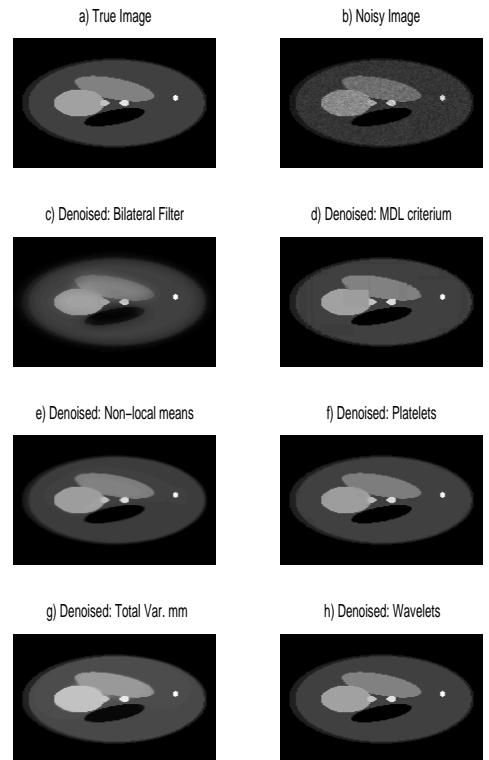 a) True Image
b) Noisy Image
c) Denoised: Bilateral Filter
d) Denoised: MDL criterium
e) Denoised: Non−local means
f) Denoised: Platelets
g) Denoised: Total Var. mm
h) Denoised: Wavelets